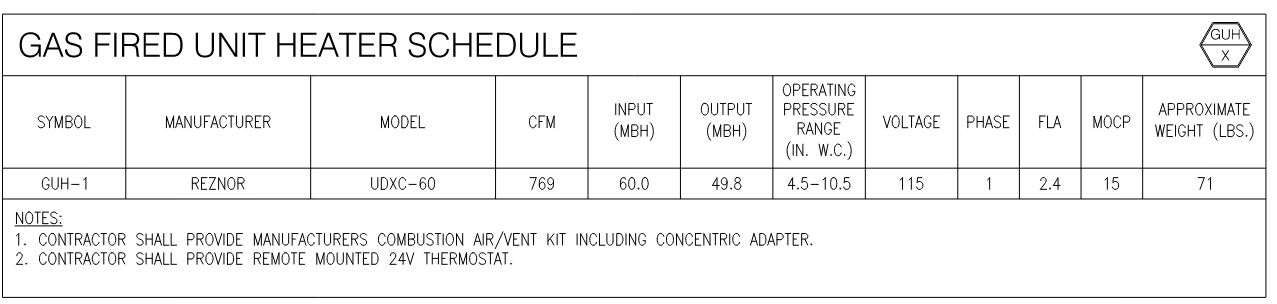 GAS FIRED UNIT HEATER SCHEDULE
GUH
X
SYMBOL MANUFACTURER MODEL CFM INPUT (MBH) OUTPUT (MBH) OPERATING PRESSURE RANGE (IN. W.C.) VOLTAGE PHASE FLA MOCP APPROXIMATE WEIGHT (LBS.)
GUH-1 REZNOR UDXC-60 769 60.0 49.8 4.5-10.5 115 1 2.4 15 71
NOTES:
1. CONTRACTOR SHALL PROVIDE MANUFACTURERS COMBUSTION AIR/VENT KIT INCLUDING CONCENTRIC ADAPTER.
2. CONTRACTOR SHALL PROVIDE REMOTE MOUNTED 24V THERMOSTAT.